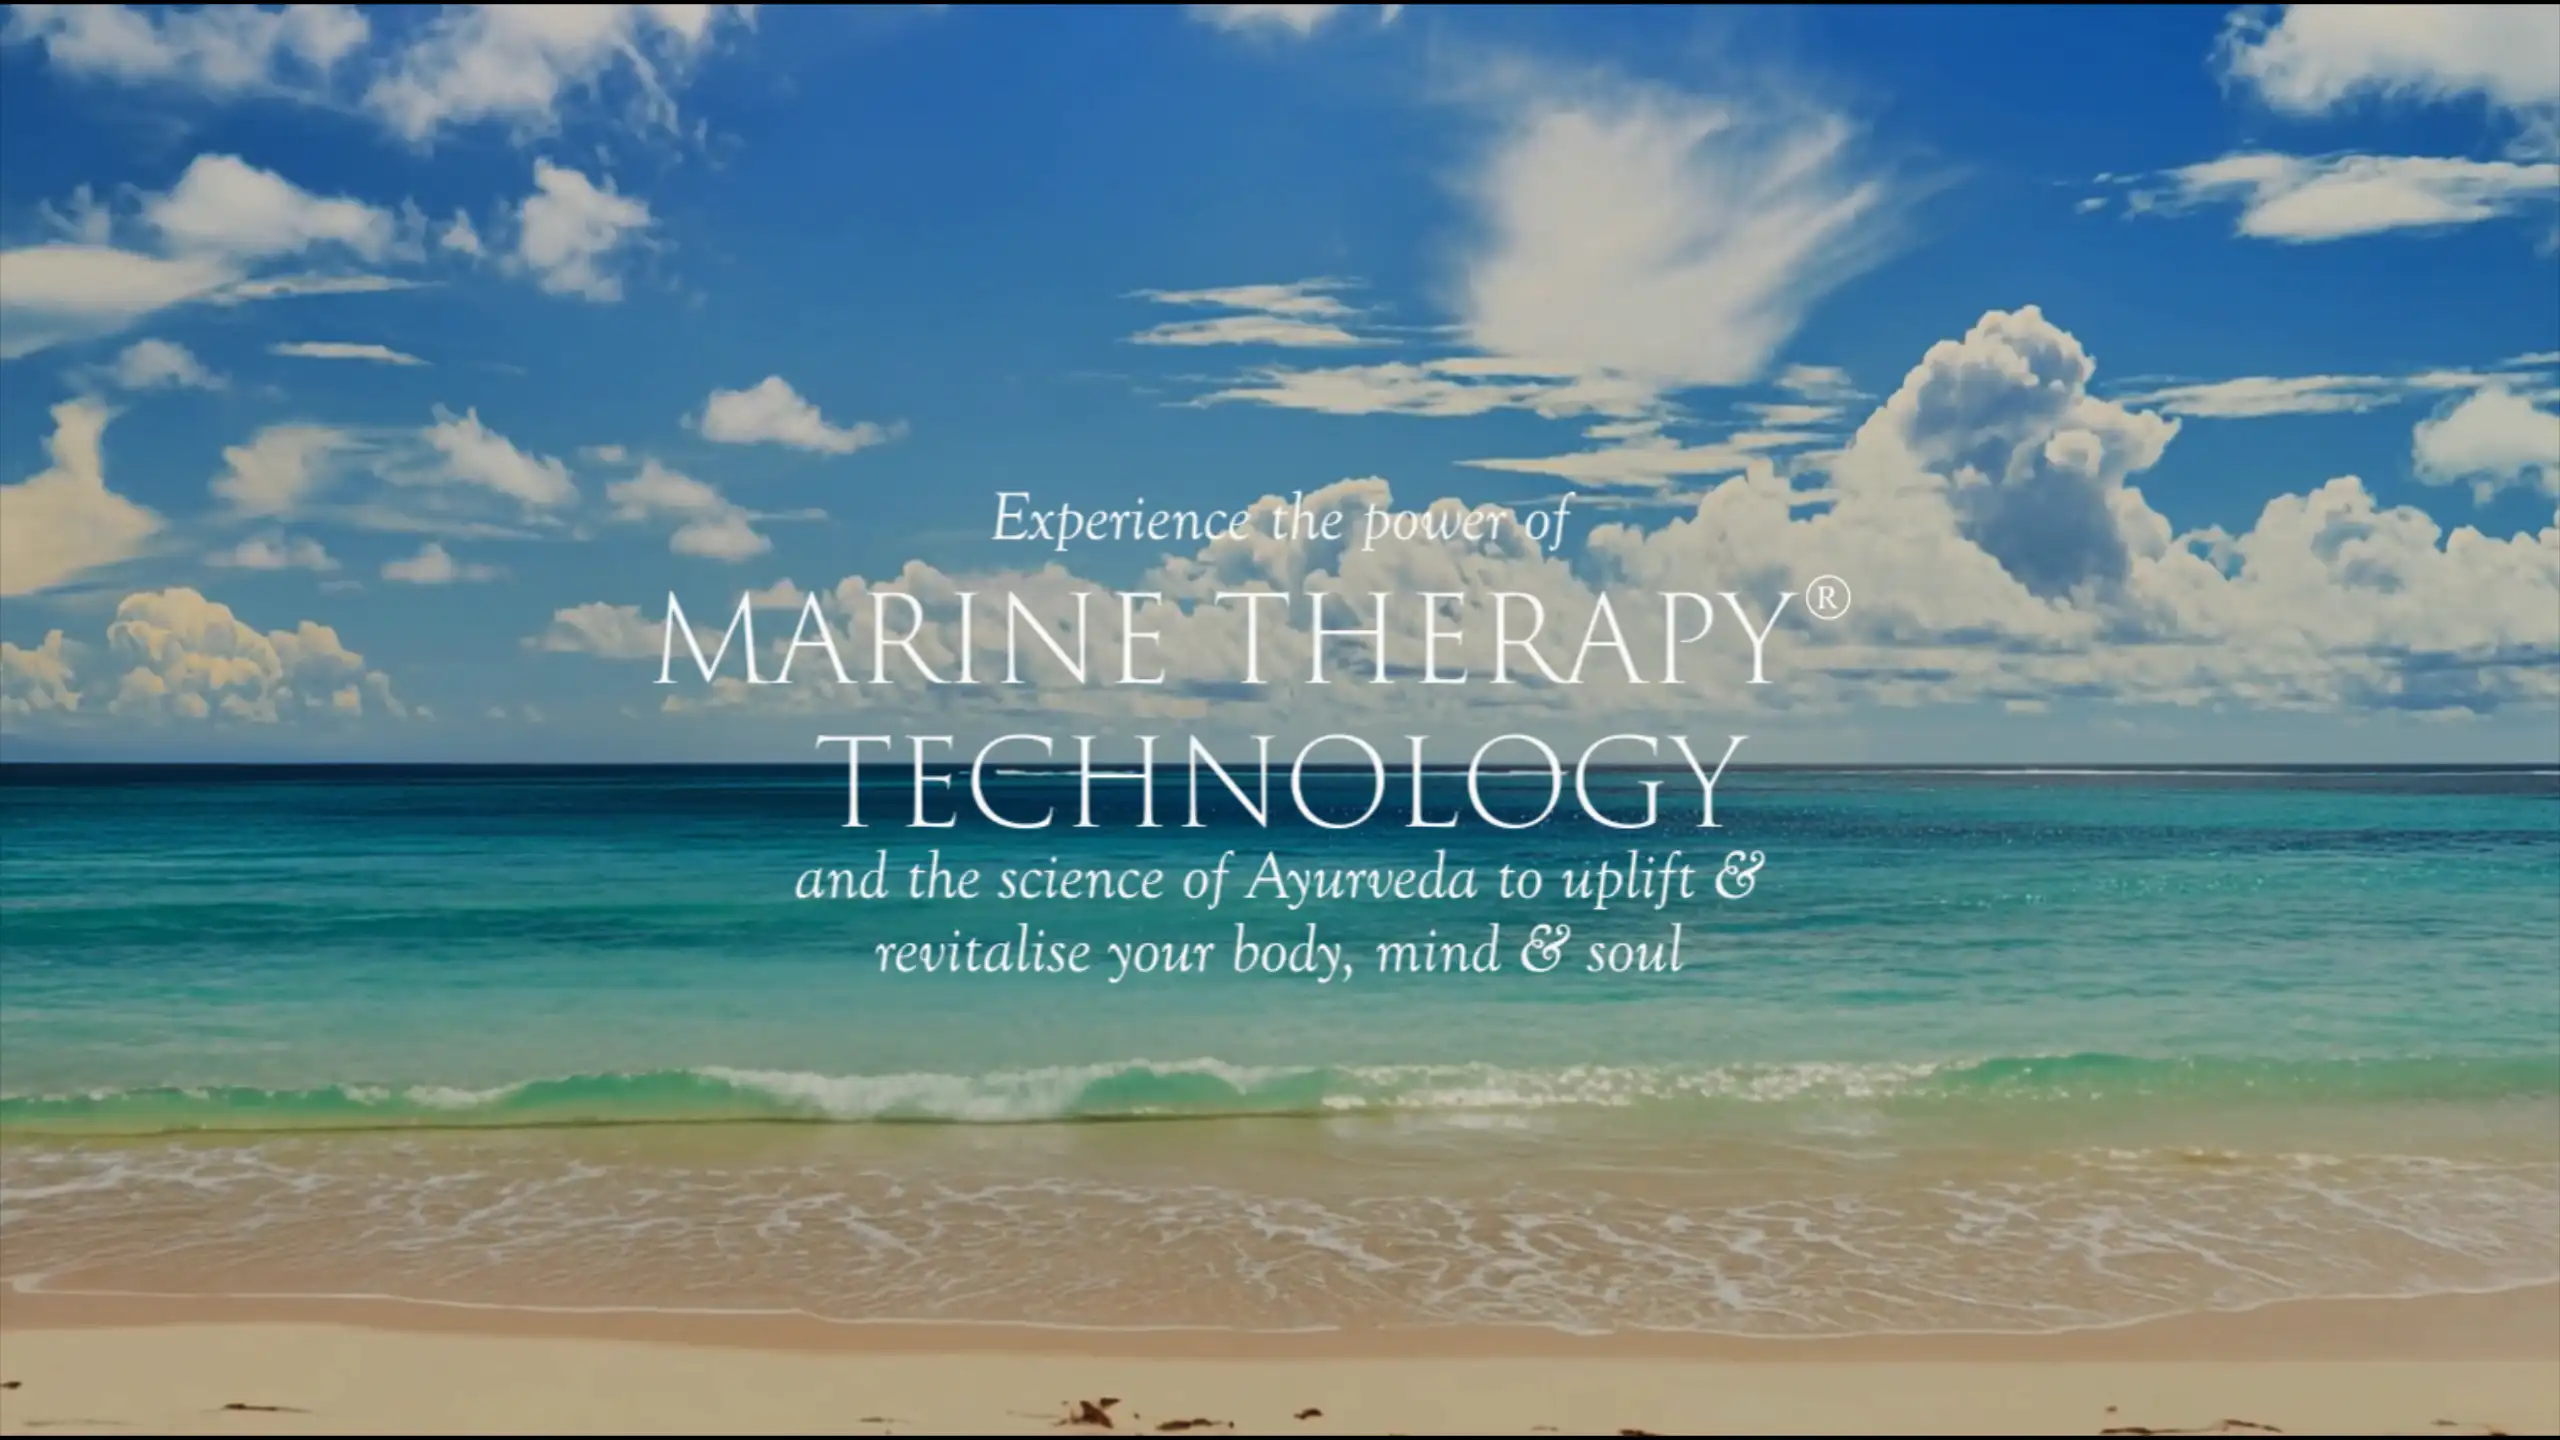 Experience the power of
MARINE THERAPY®
TECHNOLOGY
and the science of Ayurveda to uplift &
revitalise your body, mind & soul